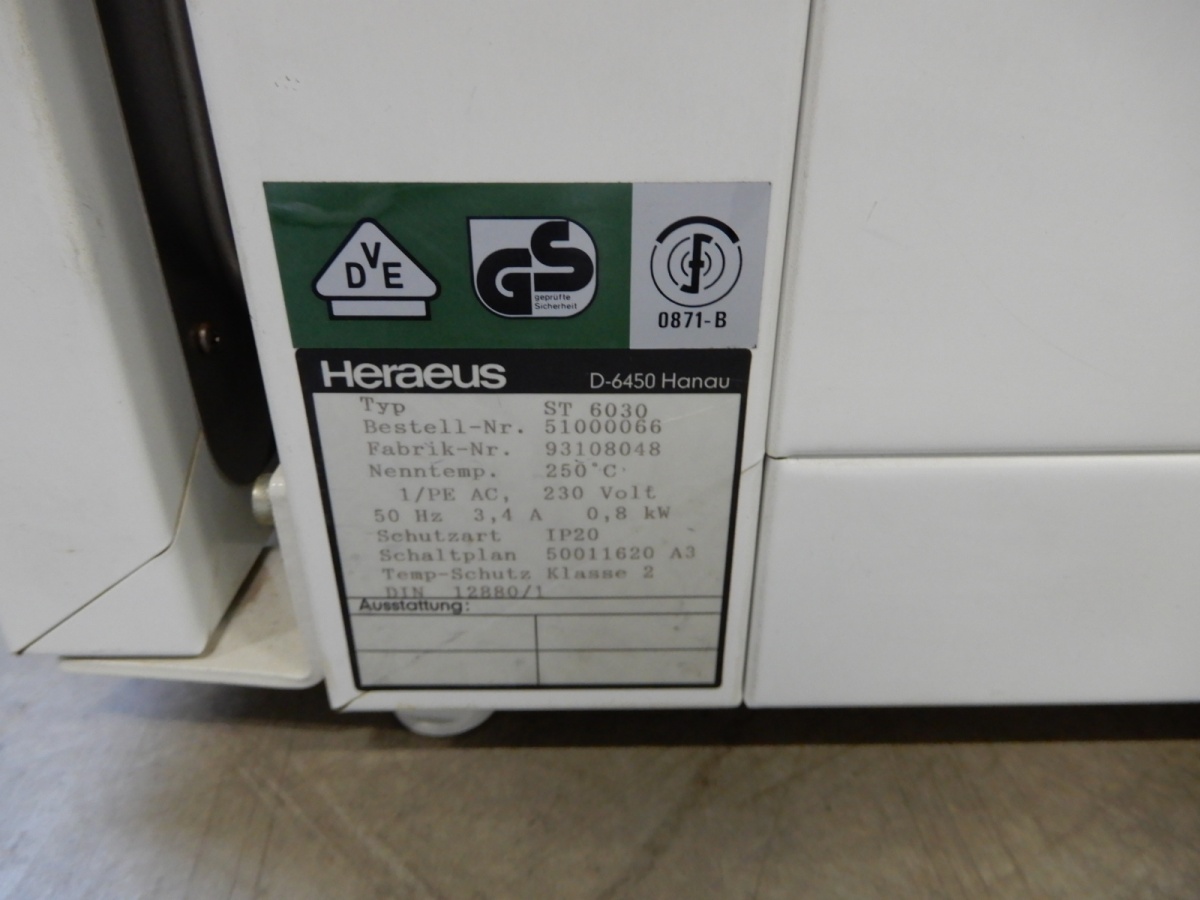 VDE
GS
geprüfte
Sicherheit
0871-B
Heraeus D-6450 Hanau
Typ ST 6030
Bestell-Nr. 51000066
Fabrik-Nr. 93108048
Nenntemp. 250°C
1/PE AC, 230 Volt
50 Hz 3,4 A 0,8 kW
Schutzart IP20
Schaltplan 50011620 A3
Temp-Schutz Klasse 2
DIN 12880/1
Ausstattung: